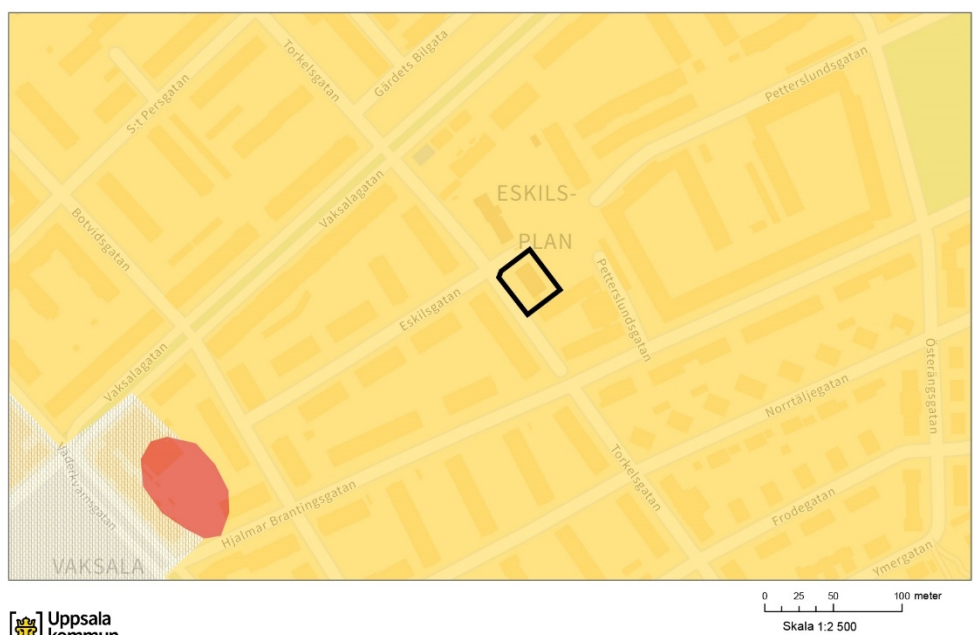 Torkelsgatan
Gärdets Bilgata
Petterslundsgatan
S:t Persgatan
ESKILS-
PLAN
Vaksalagatan
Botvidsgatan
Petterslundsgatan
Eskilsgatan
Vaksalagatan
Österängsgatan
Norrtäljegatan
Väderkvarnsgatan
Torkelsgatan
Hjalmar Brantingsgatan
Frodegatan
Ymergatan
VAKSALA
0 25 50 100 meter
Skala 1:2 500
Uppsala
kommun